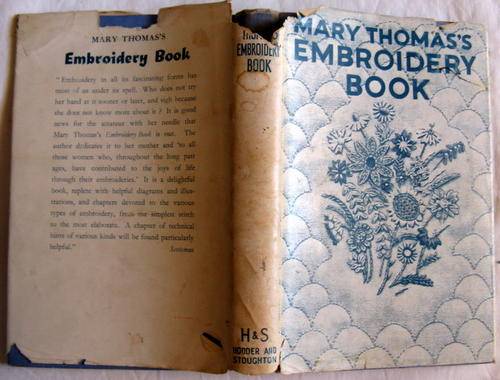 MARY THOMAS'S
Embroidery Book
"Embroidery in all its fascinating forms has
most of us under its spell. Who does not try
her hand at it sooner or later, and sigh because
she does not know more about it? It is good
news for the amateur with her needle that
Mary Thomas's Embroidery Book is out. The
author dedicates it to her mother and 'to all
those women who, throughout the long past
ages, have contributed to the joys of life
through their embroideries.' It is a delightful
book, replete with helpful diagrams and illus-
trations, and chapters devoted to the various
types of embroidery, from the simplest stitch
to the most elaborate. A chapter of technical
hints of various kinds will be found particularly
helpful."
Scotsman
THOMAS'S
EMBROIDERY
BOOK
H&S
HODDER AND
STOUGHTON
MARY THOMAS'S
EMBROIDERY
BOOK